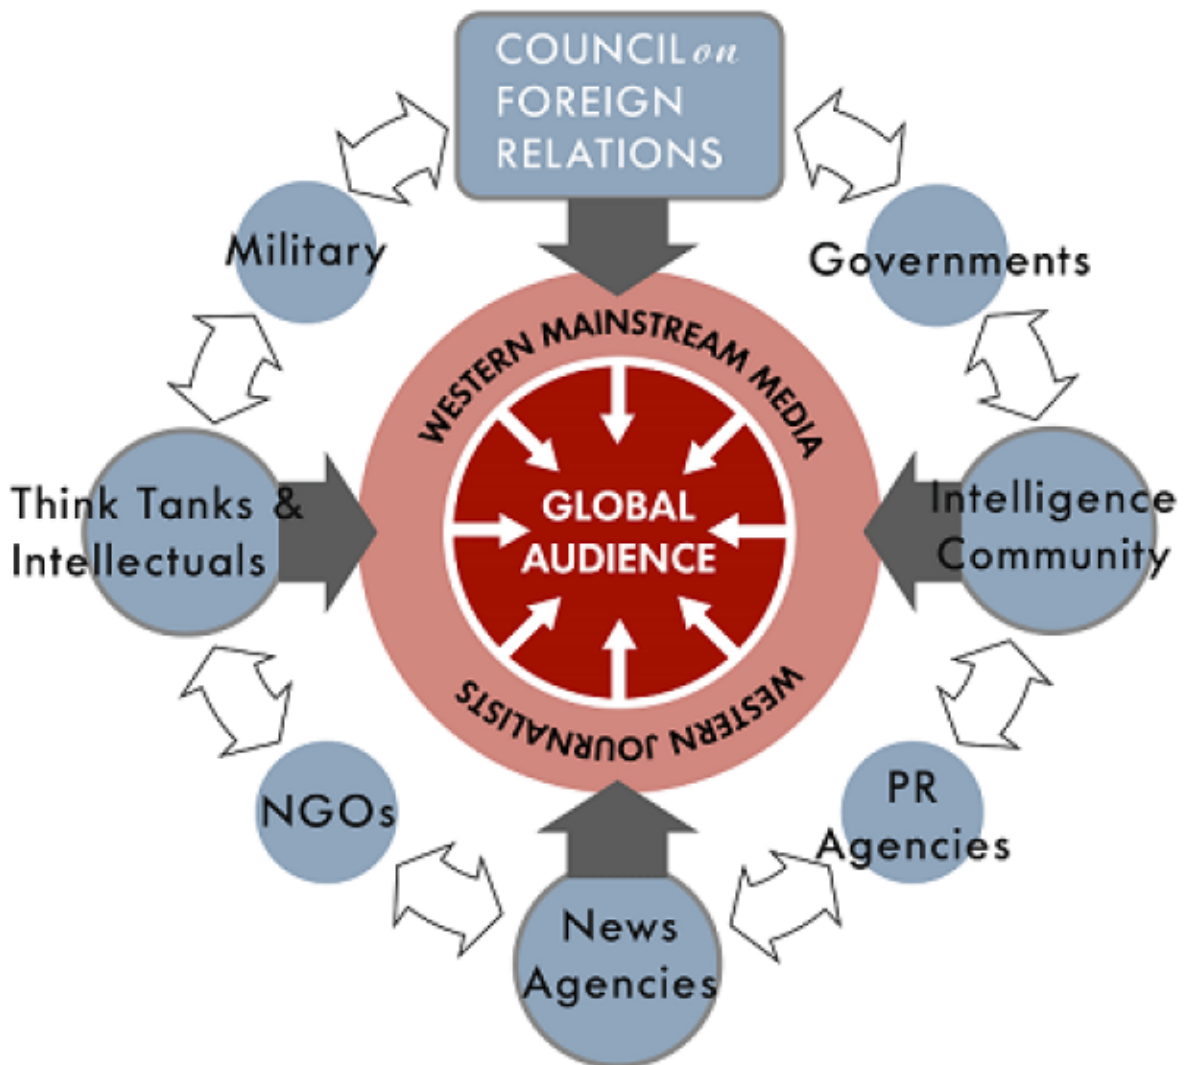 COUNCIL on
FOREIGN
RELATIONS
Military
Governments
WESTERN MAINSTREAM MEDIA
Think Tanks &
Intellectuals
GLOBAL
AUDIENCE
Intelligence
Community
WESTERN JOURNALISTS
NGOs
PR
Agencies
News
Agencies